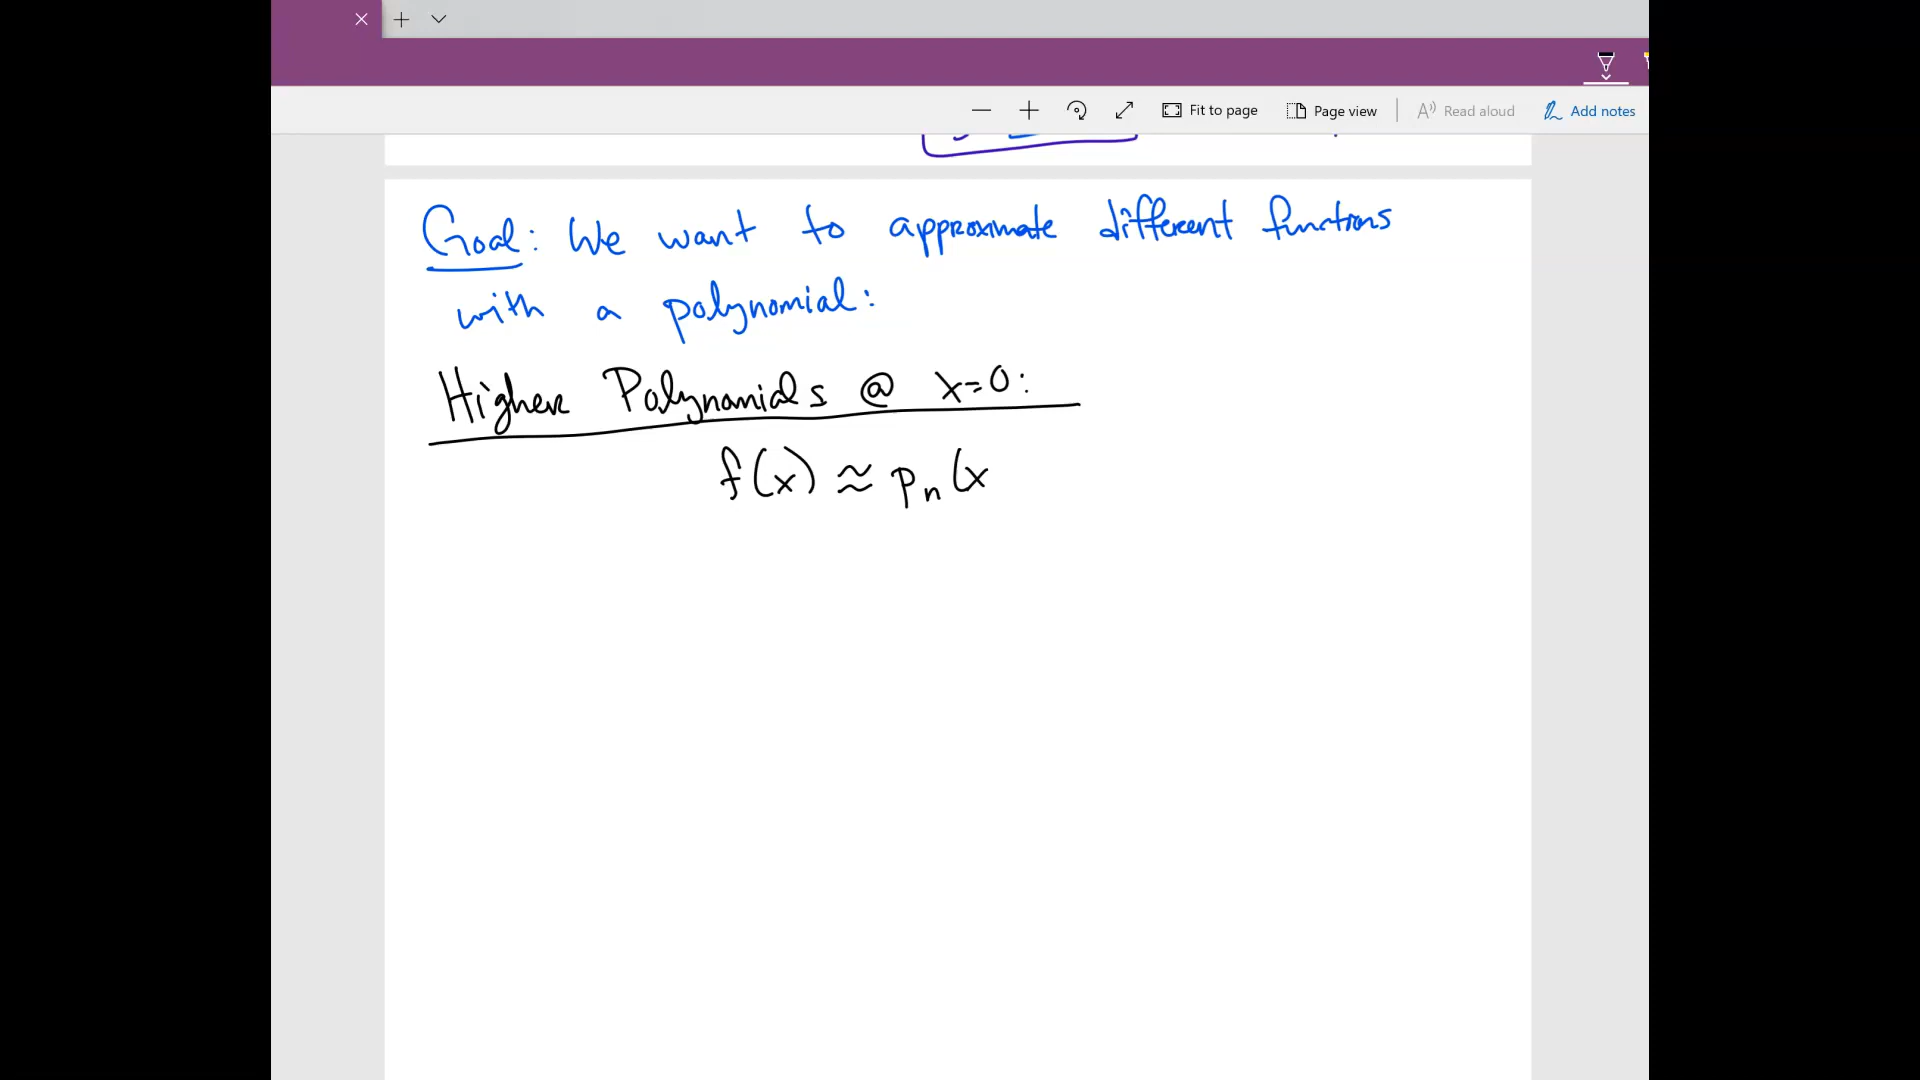 Fit to page Page view Read aloud Add notes
Goal: We want to approximate different functions
with a polynomial:
Higher Polynomials @ x=0:
f(x) ≈ pₙ(x